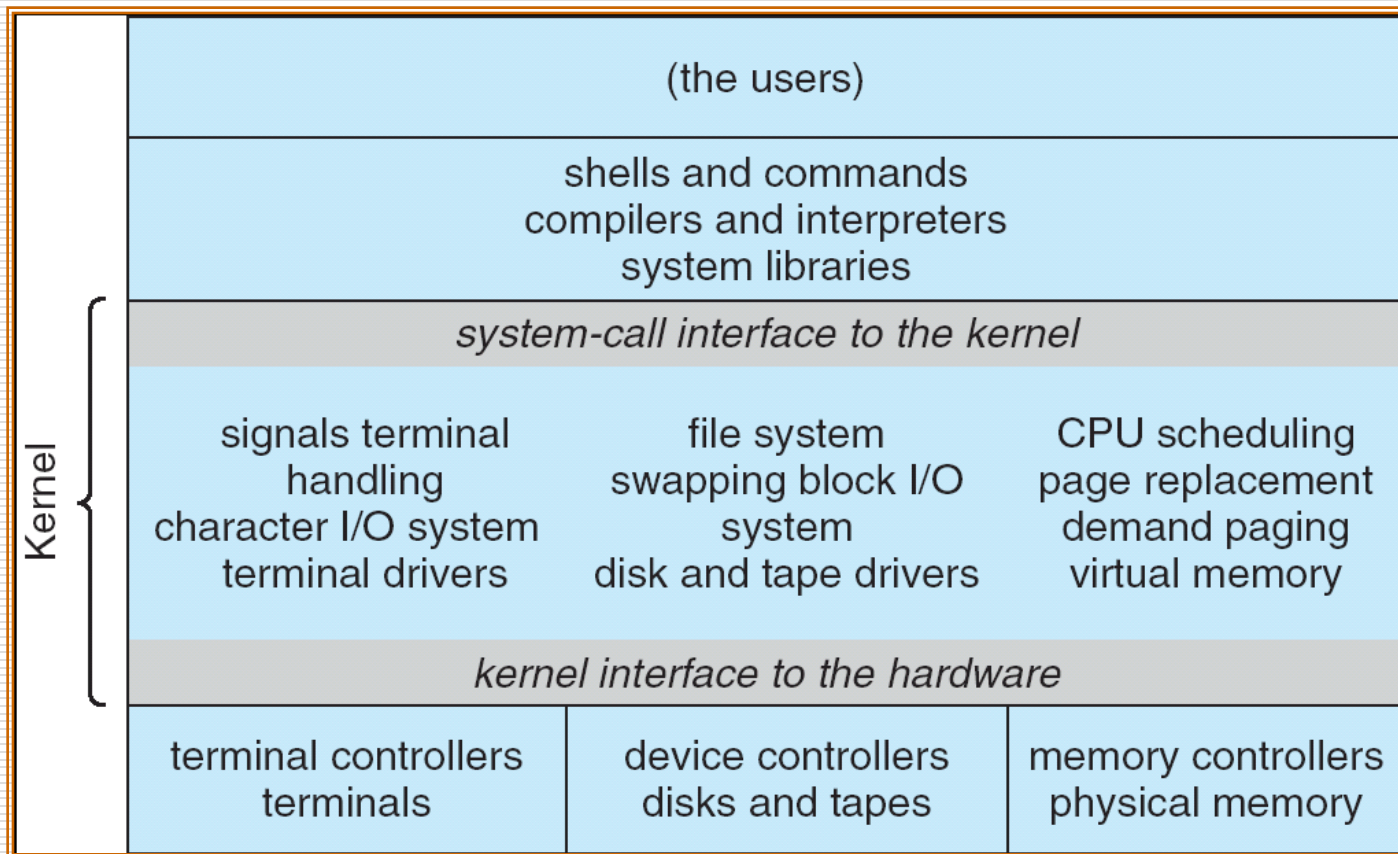 (the users)
shells and commands
compilers and interpreters
system libraries
system-call interface to the kernel
Kernel
signals terminal
handling
character I/O system
terminal drivers
file system
swapping block I/O
system
disk and tape drivers
CPU scheduling
page replacement
demand paging
virtual memory
kernel interface to the hardware
terminal controllers
terminals
device controllers
disks and tapes
memory controllers
physical memory